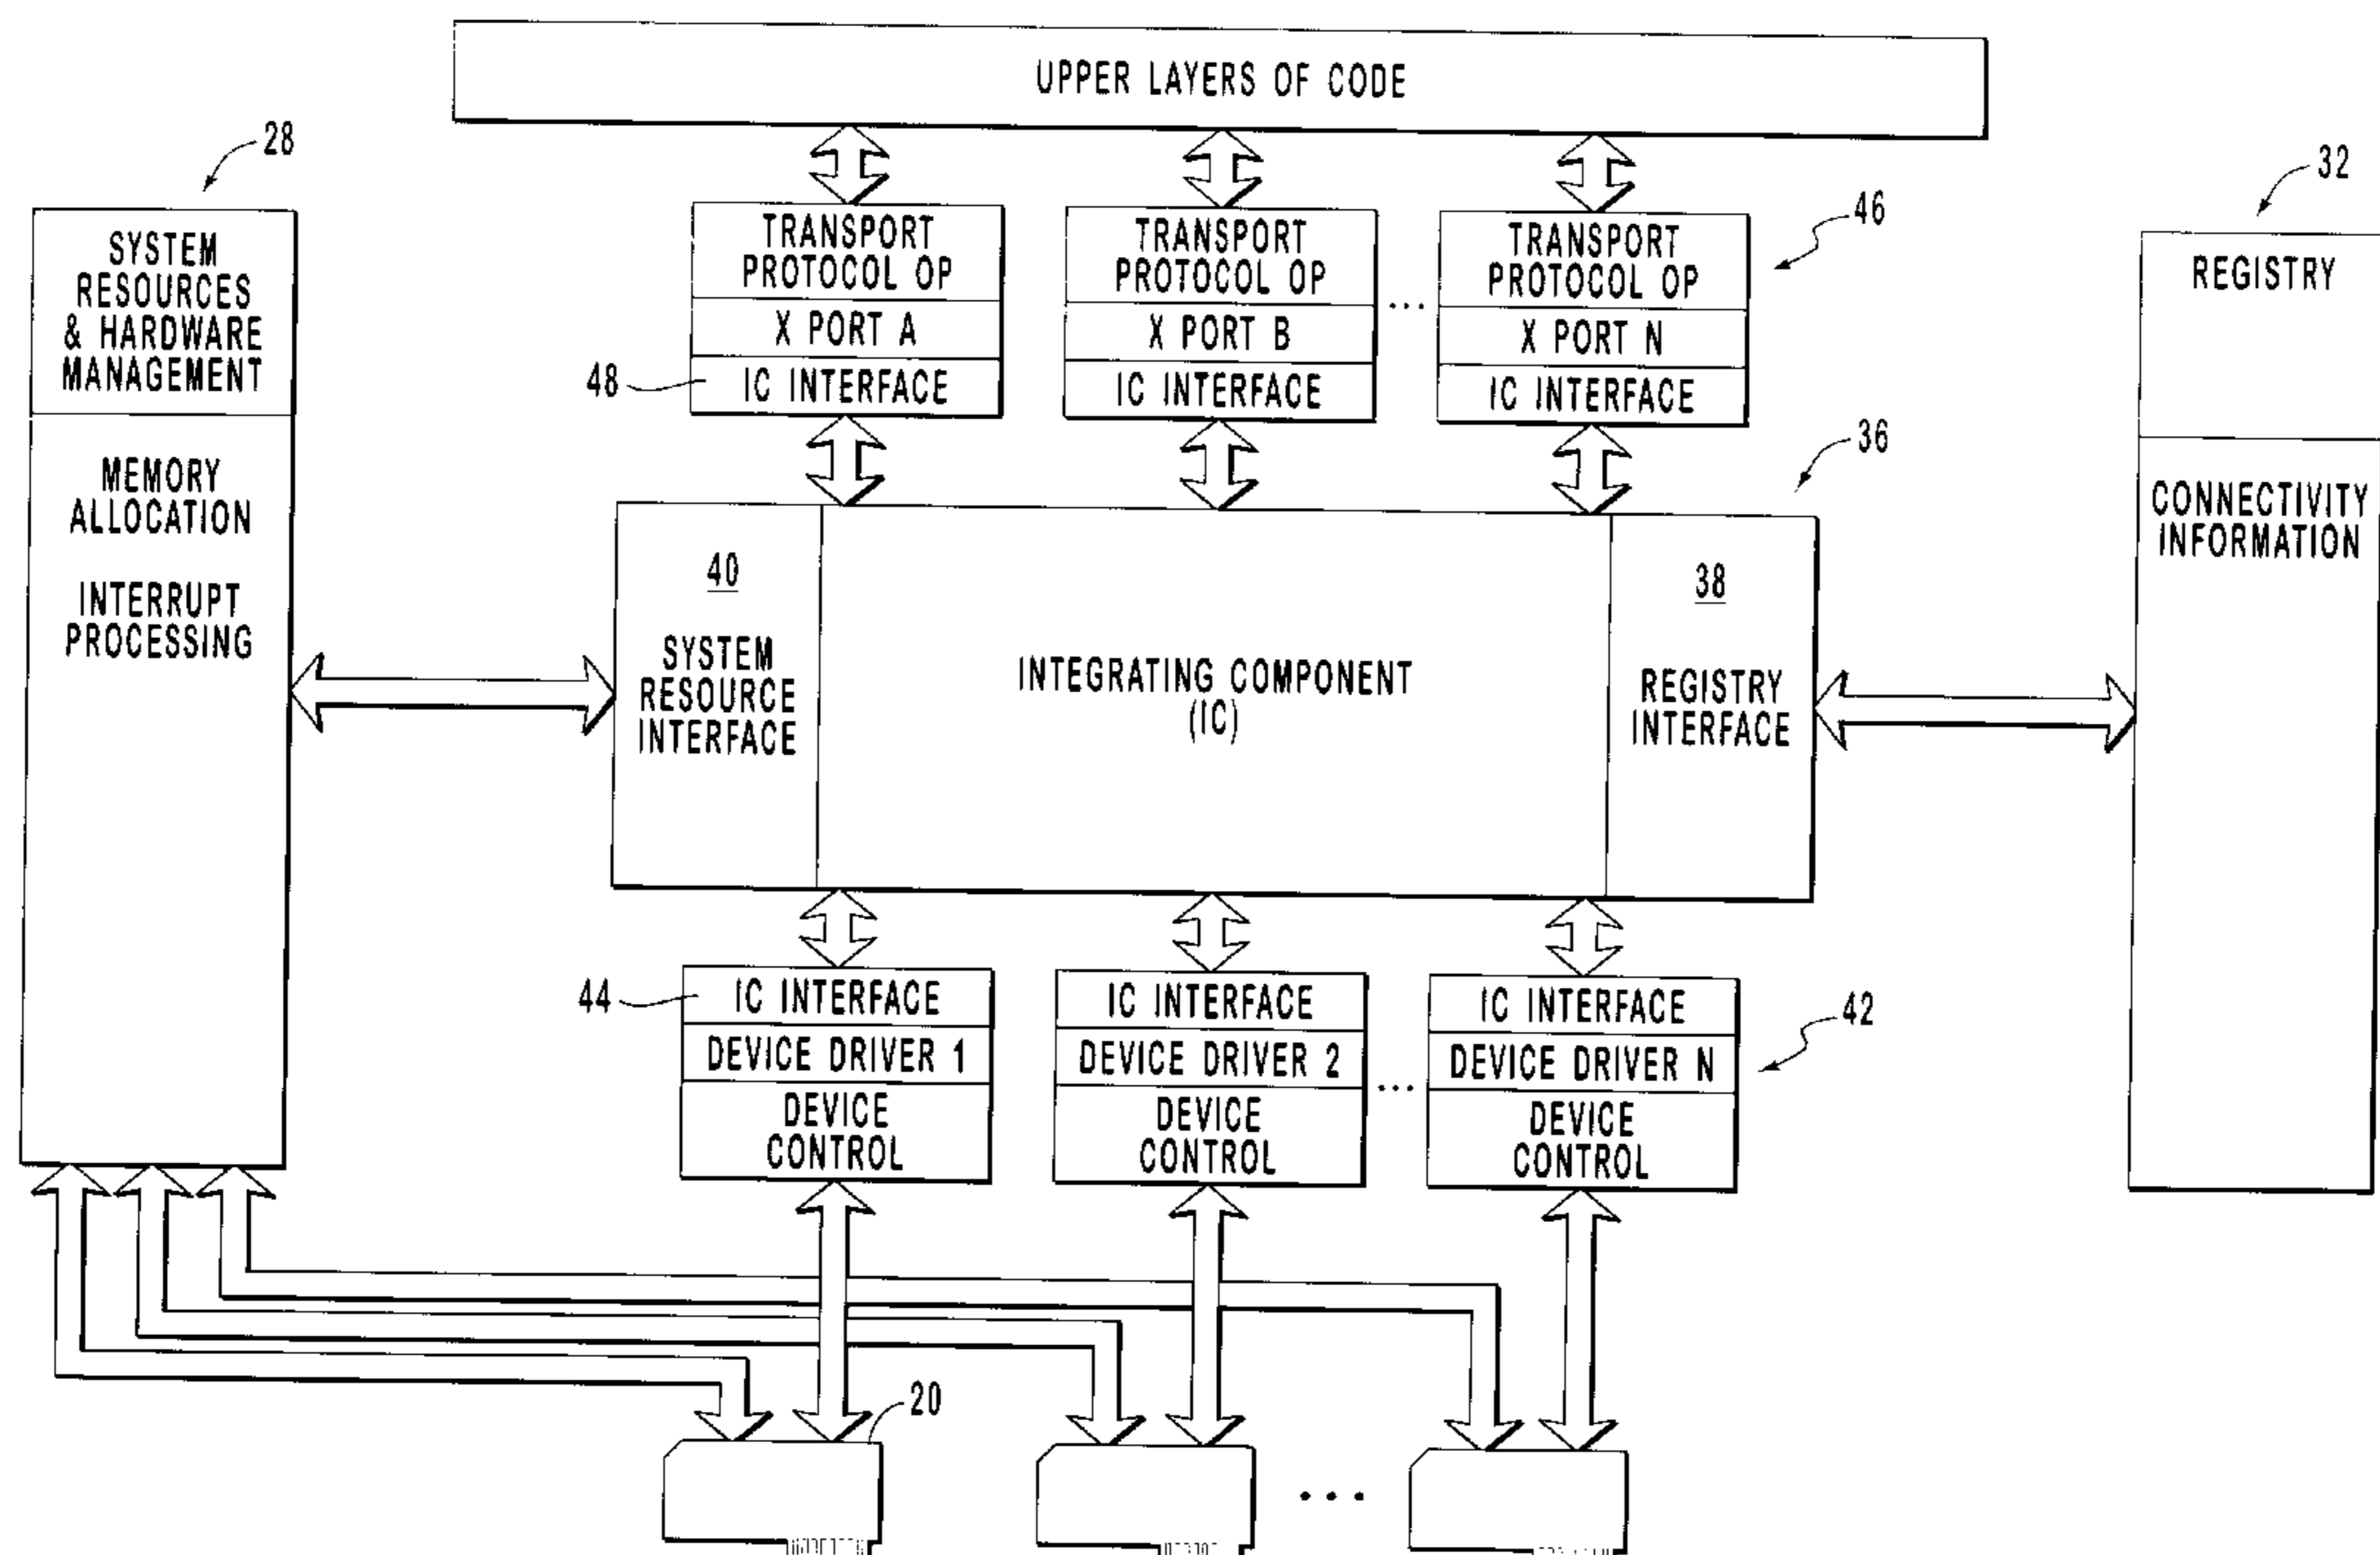 UPPER LAYERS OF CODE
28
SYSTEM
RESOURCES
& HARDWARE
MANAGEMENT
MEMORY
ALLOCATION
INTERRUPT
PROCESSING
TRANSPORT
PROTOCOL OP
X PORT A
48
IC INTERFACE
TRANSPORT
PROTOCOL OP
X PORT B
IC INTERFACE
...
TRANSPORT
PROTOCOL OP
X PORT N
IC INTERFACE
46
32
REGISTRY
CONNECTIVITY
INFORMATION
36
40
SYSTEM
RESOURCE
INTERFACE
INTEGRATING COMPONENT
(IC)
38
REGISTRY
INTERFACE
44
IC INTERFACE
DEVICE DRIVER 1
DEVICE
CONTROL
IC INTERFACE
DEVICE DRIVER 2
DEVICE
CONTROL
...
IC INTERFACE
DEVICE DRIVER N
DEVICE
CONTROL
42
20
...